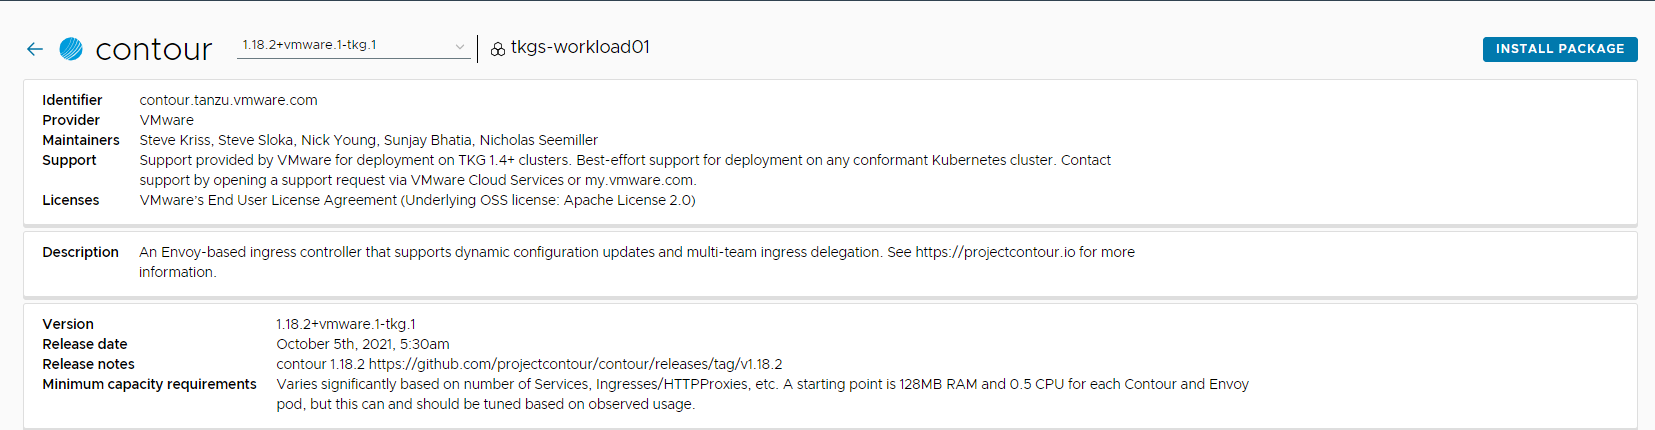 contour 1.18.2+vmware.1-tkg.1 tkgs-workload01 INSTALL PACKAGE
Identifier contour.tanzu.vmware.com
Provider VMware
Maintainers Steve Kriss, Steve Sloka, Nick Young, Sunjay Bhatia, Nicholas Seemiller
Support Support provided by VMware for deployment on TKG 1.4+ clusters. Best-effort support for deployment on any conformant Kubernetes cluster. Contact
support by opening a support request via VMware Cloud Services or my.vmware.com.
Licenses VMware's End User License Agreement (Underlying OSS license: Apache License 2.0)
Description An Envoy-based ingress controller that supports dynamic configuration updates and multi-team ingress delegation. See https://projectcontour.io for more
information.
Version 1.18.2+vmware.1-tkg.1
Release date October 5th, 2021, 5:30am
Release notes contour 1.18.2 https://github.com/projectcontour/contour/releases/tag/v1.18.2
Minimum capacity requirements Varies significantly based on number of Services, Ingresses/HTTPProxies, etc. A starting point is 128MB RAM and 0.5 CPU for each Contour and Envoy
pod, but this can and should be tuned based on observed usage.